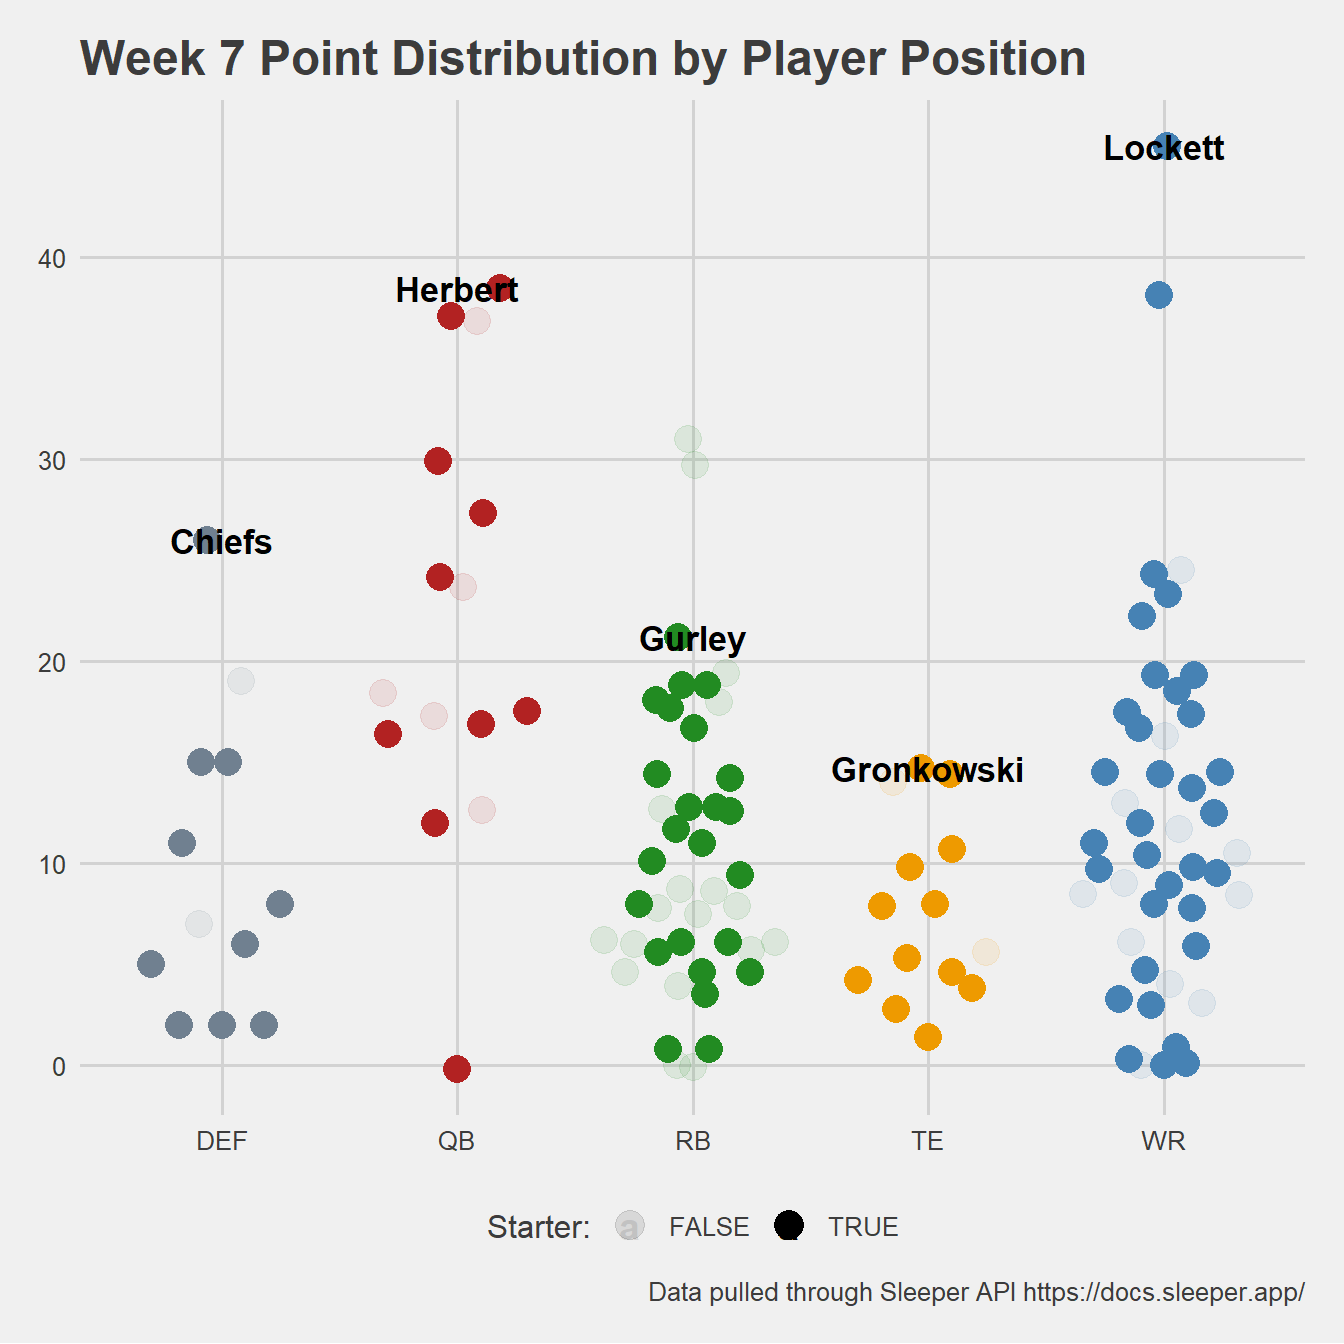 Week 7 Point Distribution by Player Position
Lockett
40
Herbert
30
Chiefs
Gurley
20
Gronkowski
10
0
DEF QB RB TE WR
Starter: a FALSE TRUE
Data pulled through Sleeper API https://docs.sleeper.app/